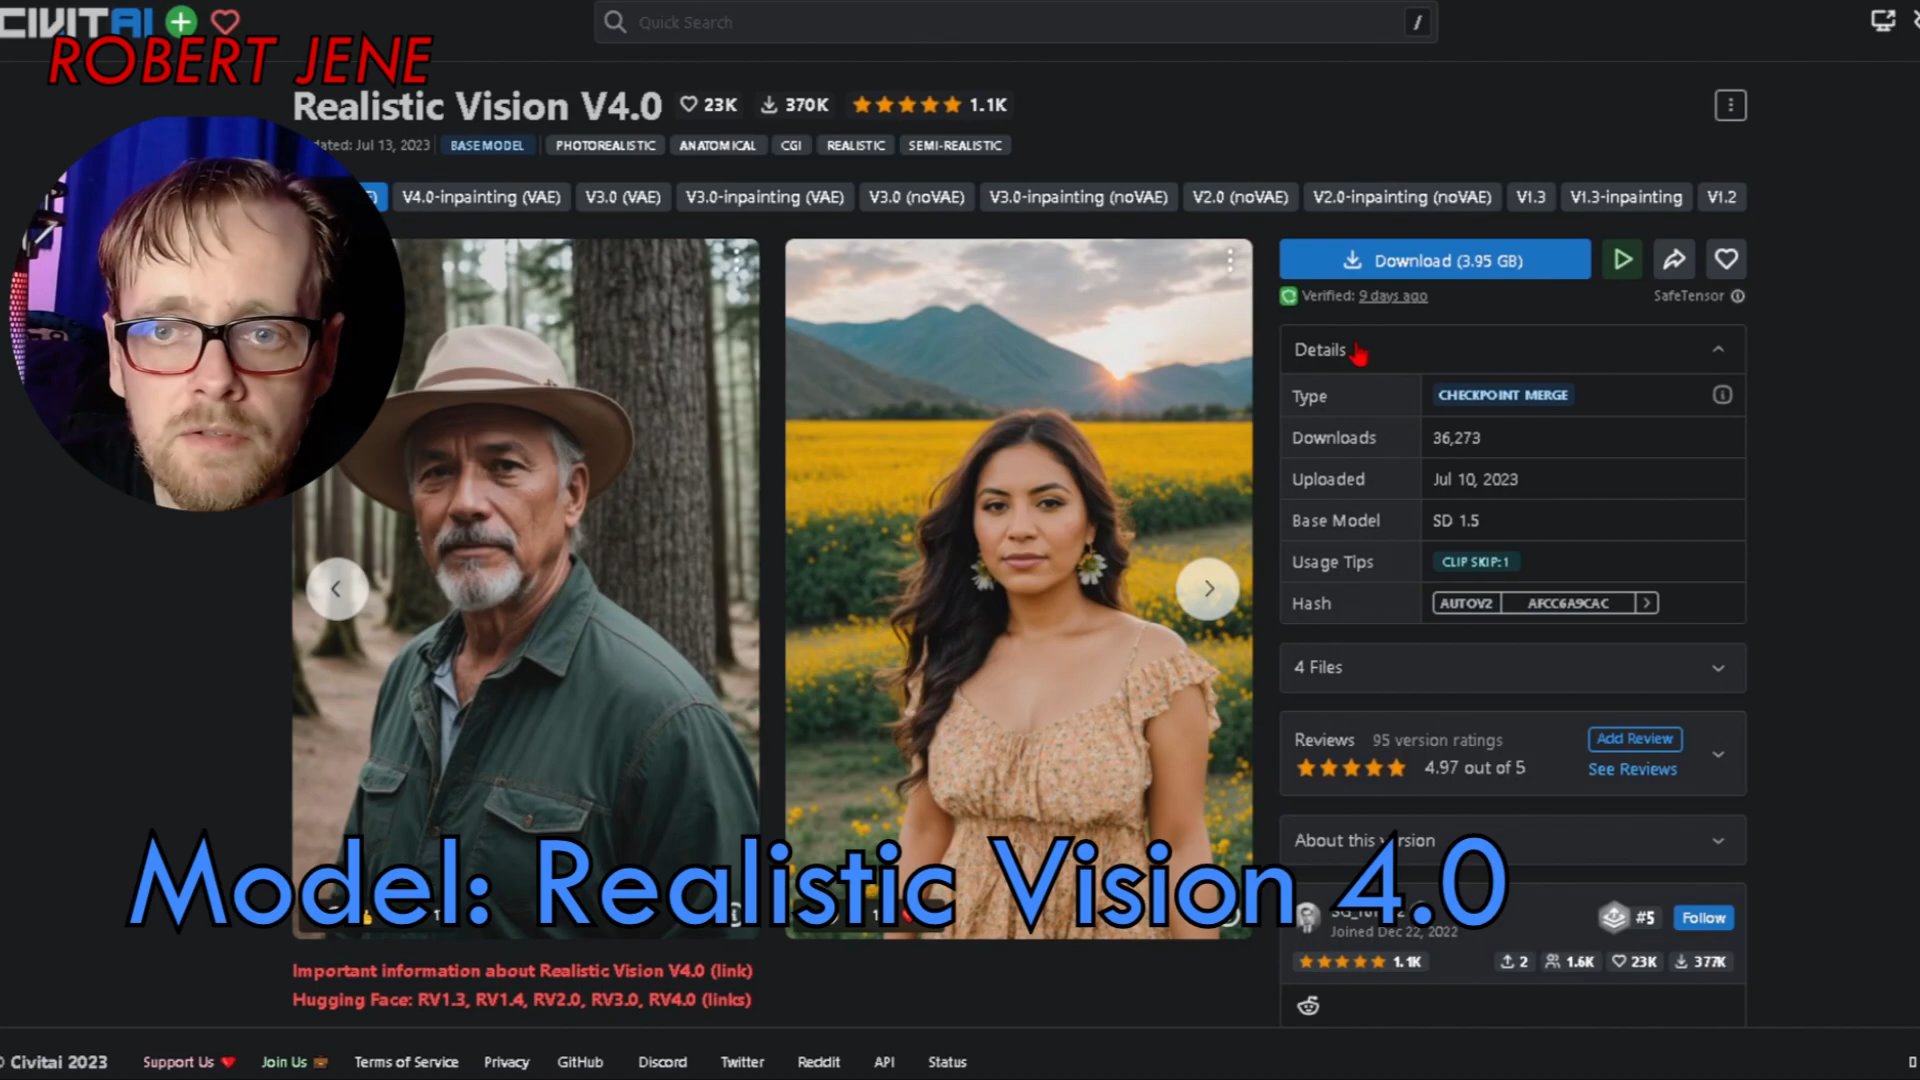 CIVITAI
Quick Search
/
ROBERT JENE
Realistic Vision V4.0 23K 370K 1.1K
dated: Jul 13, 2023 BASE MODEL PHOTOREALISTIC ANATOMICAL CGI REALISTIC SEMI-REALISTIC
V4.0-inpainting (VAE) V3.0 (VAE) V3.0-inpainting (VAE) V3.0 (noVAE) V3.0-inpainting (noVAE) V2.0 (noVAE) V2.0-inpainting (noVAE) V1.3 V1.3-inpainting V1.2
Download (3.95 GB)
Verified: 9 days ago SafeTensor
Details
Type CHECKPOINT MERGE
Downloads 36,273
Uploaded Jul 10, 2023
Base Model SD 1.5
Usage Tips CLIP SKIP: 1
Hash AUTOV2 AFCC6A9CAC
4 Files
Reviews 95 version ratings Add Review
4.97 out of 5 See Reviews
About this version
Model: Realistic Vision 4.0
#5 Follow
Joined Dec 22, 2022
1.1K 2 1.6K 23K 377K
Important information about Realistic Vision V4.0 (link)
Hugging Face: RV1.3, RV1.4, RV2.0, RV3.0, RV4.0 (links)
© Civitai 2023 Support Us Join Us Terms of Service Privacy GitHub Discord Twitter Reddit API Status